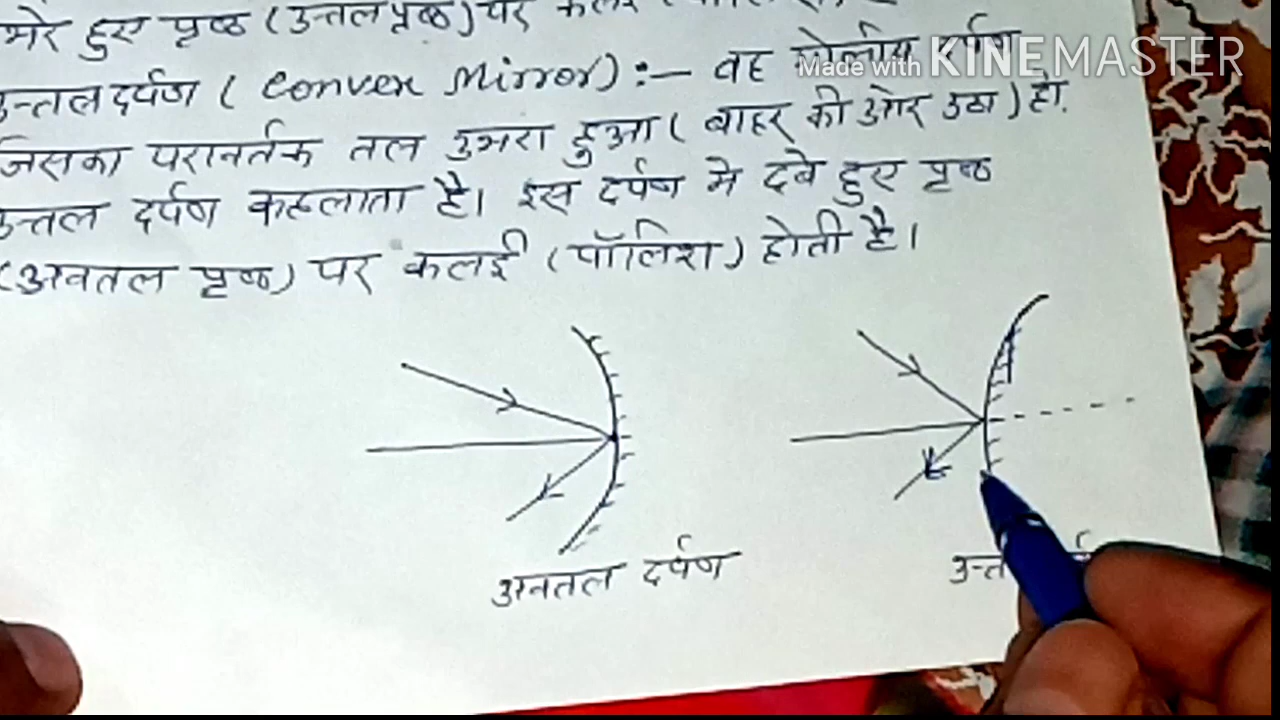 भरे हुए पृष्ठ (उत्तल पृष्ठ) पर कलई
उत्तल दर्पण ( Convex Mirror) :- वह गोलीय दर्पण
Made with KINEMASTER
जिसका परावर्तक तल उभरा हुआ ( बाहर की ओर उठा ) हो.
उत्तल दर्पण कहलाता है। इस दर्पण मे दबे हुए पृष्ठ
(अवतल पृष्ठ) पर कलई (पॉलिश) होती है।
अवतल दर्पण